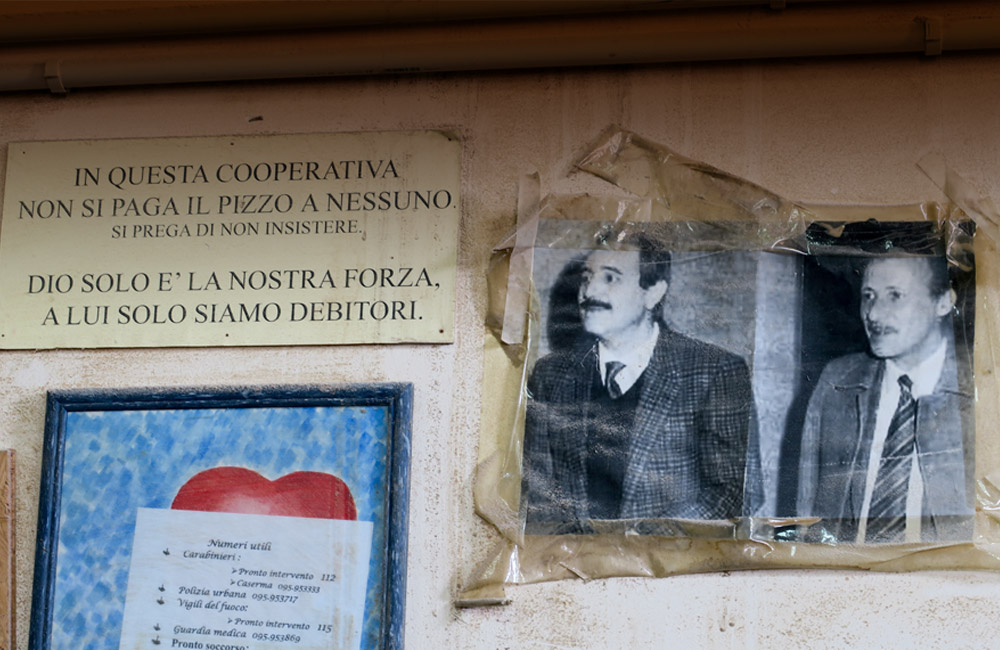 IN QUESTA COOPERATIVA
NON SI PAGA IL PIZZO A NESSUNO.
SI PREGA DI NON INSISTERE.
DIO SOLO E' LA NOSTRA FORZA,
A LUI SOLO SIAMO DEBITORI.
Numeri utili
Carabinieri :
Pronto intervento 112
Caserma 095-953333
Polizia urbana 095-953717
Vigili del fuoco:
Pronto intervento 115
Guardia medica 095-953869
Pronto soccorso: